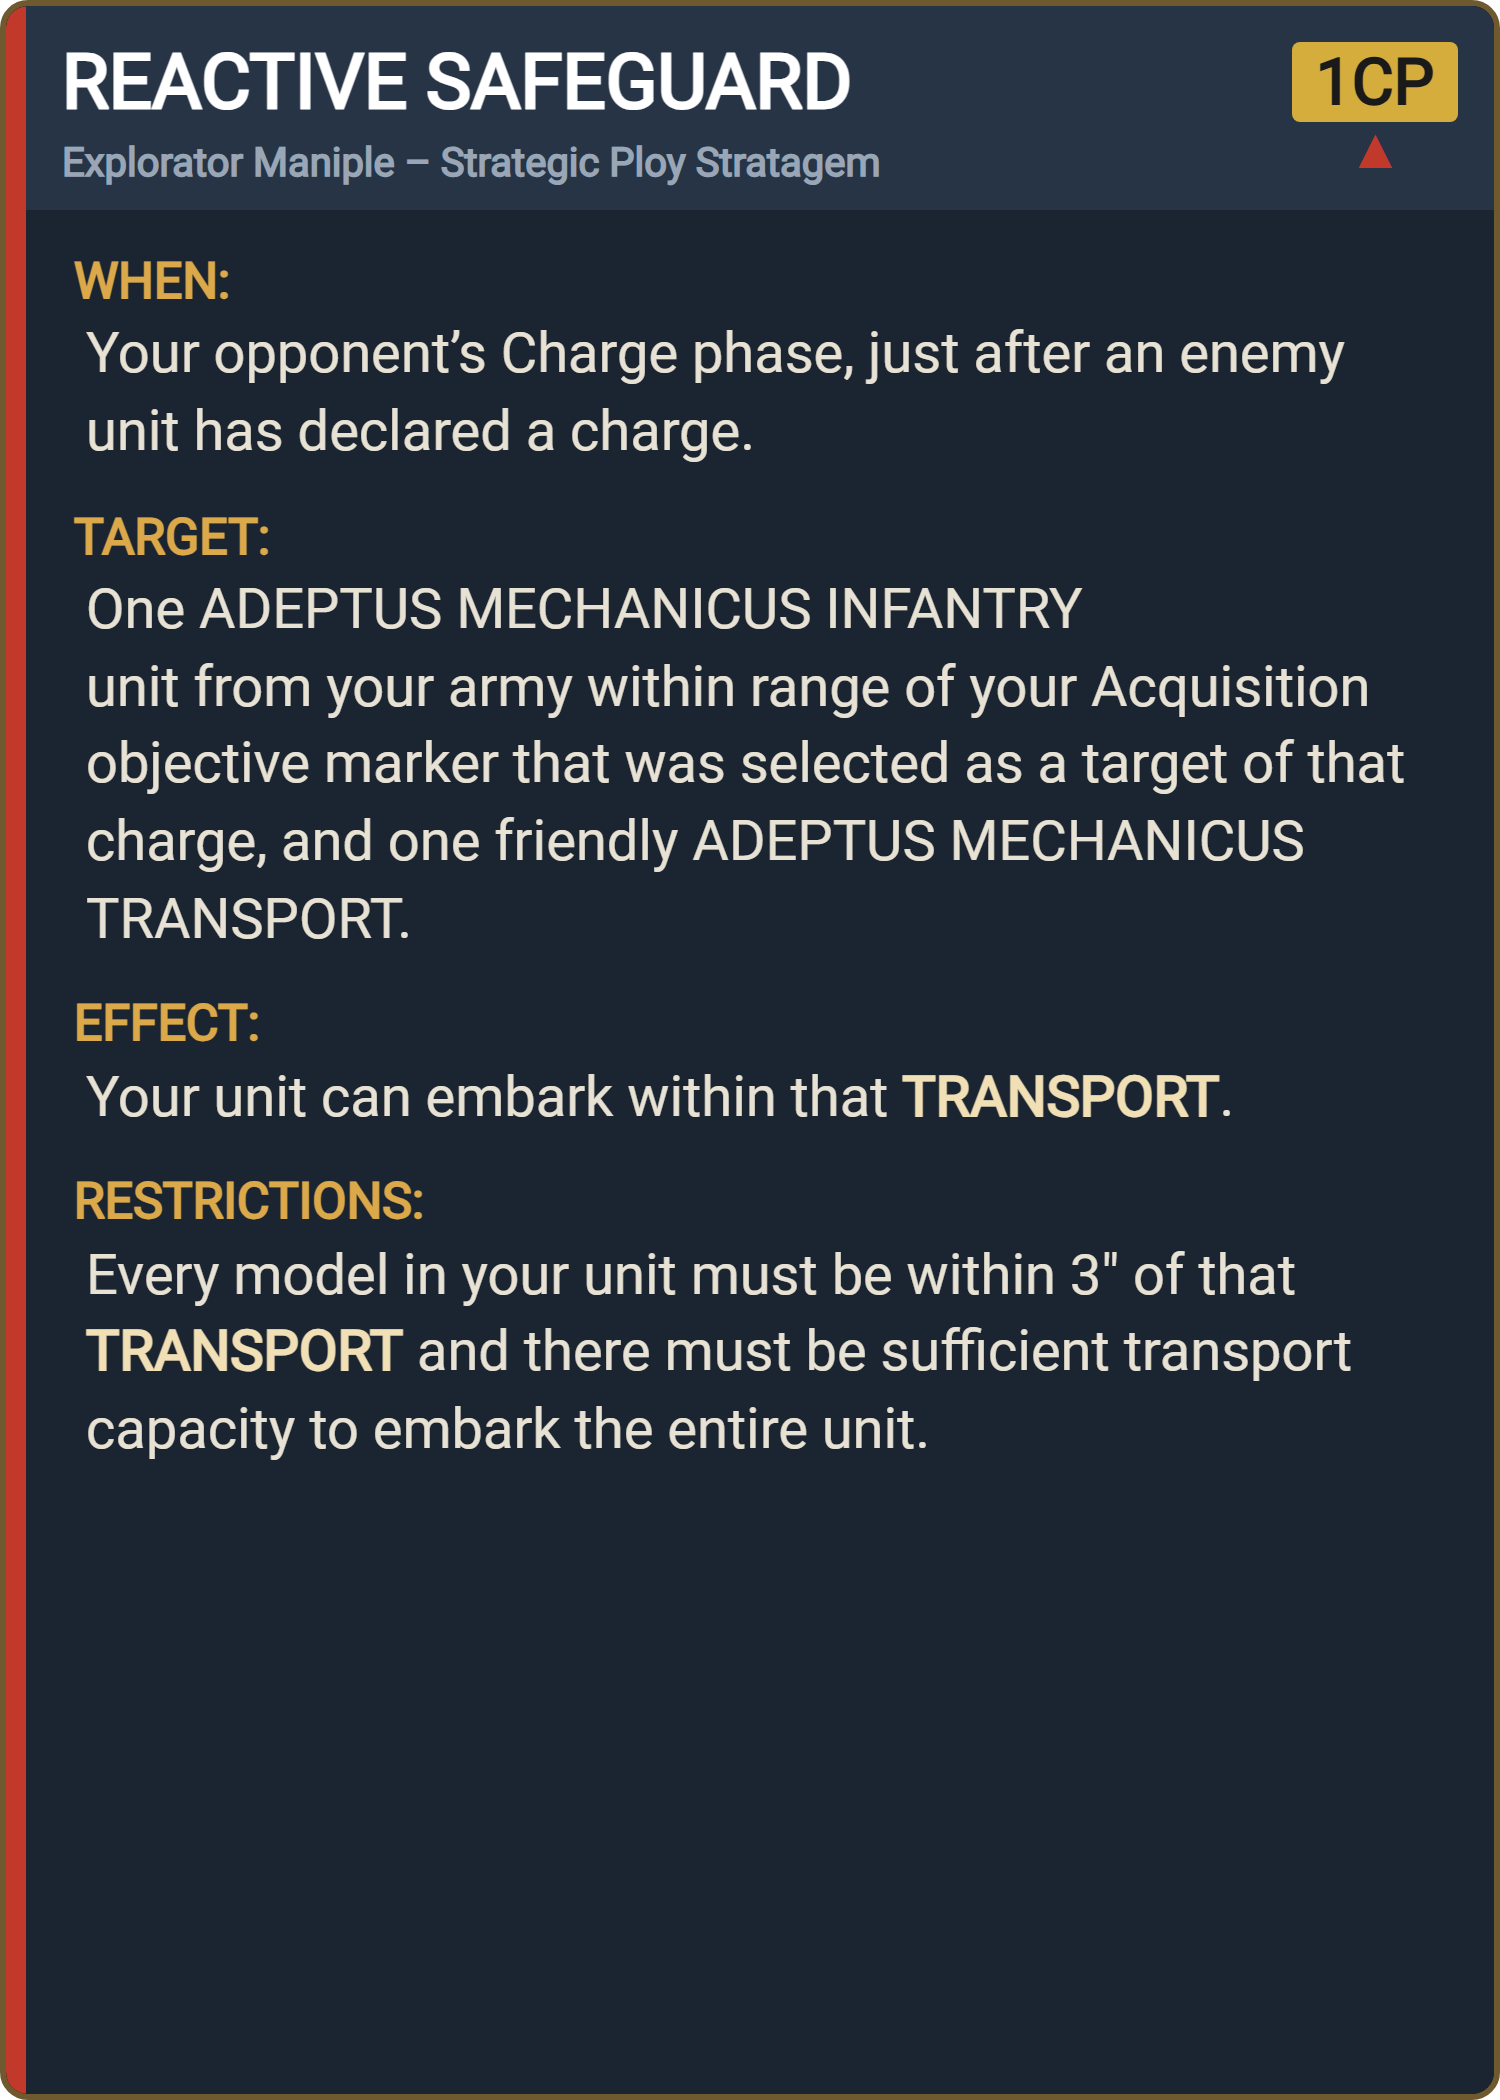 REACTIVE SAFEGUARD
1CP
Explorator Maniple – Strategic Ploy Stratagem
WHEN:
Your opponent’s Charge phase, just after an enemy
unit has declared a charge.
TARGET:
One ADEPTUS MECHANICUS INFANTRY
unit from your army within range of your Acquisition
objective marker that was selected as a target of that
charge, and one friendly ADEPTUS MECHANICUS
TRANSPORT.
EFFECT:
Your unit can embark within that TRANSPORT.
RESTRICTIONS:
Every model in your unit must be within 3" of that
TRANSPORT and there must be sufficient transport
capacity to embark the entire unit.